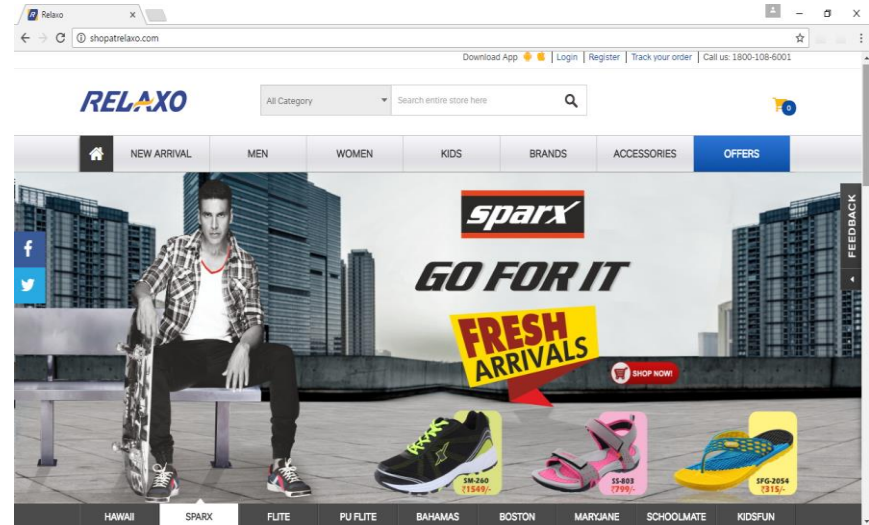 Relaxo
shopatrelaxo.com
Download App | Login | Register | Track your order | Call us: 1800-108-6001
RELAXO
All Category
Search entire store here
0
NEW ARRIVAL
MEN
WOMEN
KIDS
BRANDS
ACCESSORIES
OFFERS
FEEDBACK
sparx
GO FOR IT
FRESH
ARRIVALS
SHOP NOW!
SM-260
₹1549/-
SS-803
₹799/-
SFG-2054
₹315/-
HAWAII
SPARX
FLITE
PU FLITE
BAHAMAS
BOSTON
MARYJANE
SCHOOLMATE
KIDSFUN